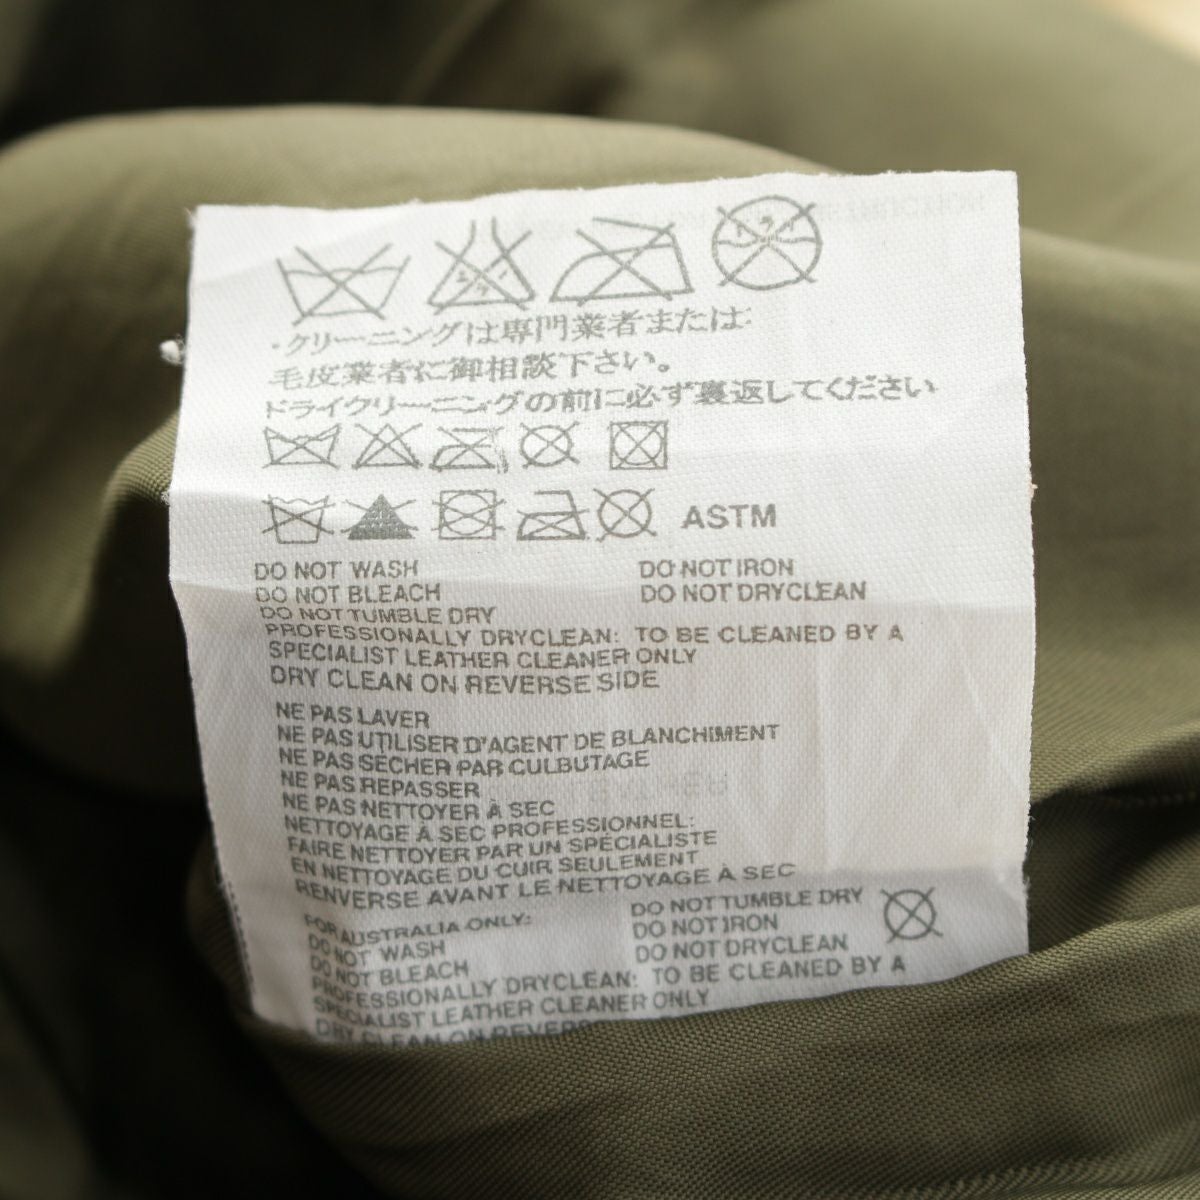 ・クリーニングは専門業者または
毛皮業者に御相談下さい。
ドライクリーニングの前に必ず裏返してください
ASTM
DO NOT WASH DO NOT IRON
DO NOT BLEACH DO NOT DRYCLEAN
DO NOT TUMBLE DRY
PROFESSIONALLY DRYCLEAN: TO BE CLEANED BY A
SPECIALIST LEATHER CLEANER ONLY
DRY CLEAN ON REVERSE SIDE
NE PAS LAVER
NE PAS UTILISER D'AGENT DE BLANCHIMENT
NE PAS SECHER PAR CULBUTAGE
NE PAS REPASSER
NE PAS NETTOYER À SEC
NETTOYAGE À SEC PROFESSIONNEL:
FAIRE NETTOYER PAR UN SPÉCIALISTE
EN NETTOYAGE DU CUIR SEULEMENT
RENVERSE AVANT LE NETTOYAGE À SEC
FOR AUSTRALIA ONLY: DO NOT TUMBLE DRY
DO NOT WASH DO NOT IRON
DO NOT BLEACH DO NOT DRYCLEAN
PROFESSIONALLY DRYCLEAN: TO BE CLEANED BY A
SPECIALIST LEATHER CLEANER ONLY
DRY CLEAN ON REVERS